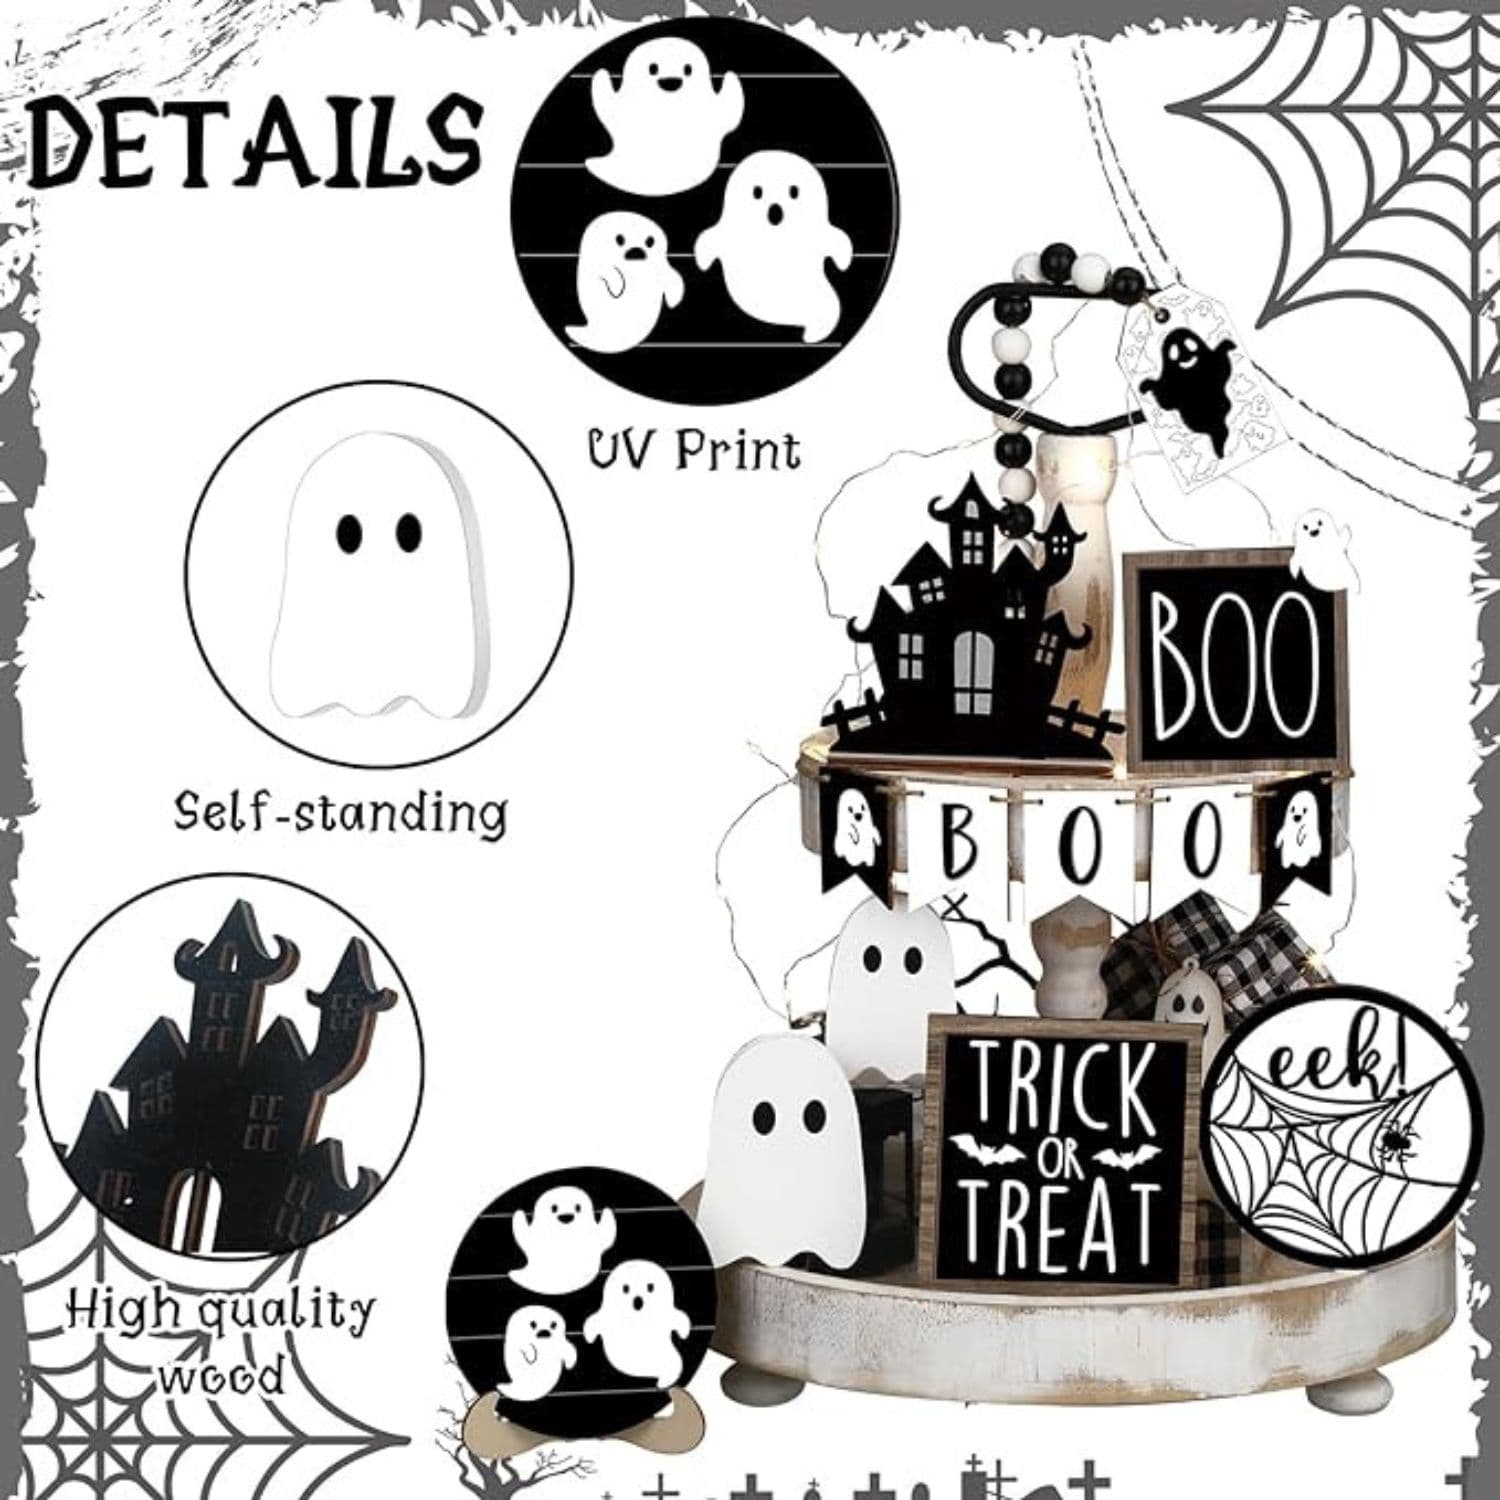 DETAILS
UV Print
Self-standing
High quality
wood
BOO
B O O
TRICK
OR
TREAT
eek!